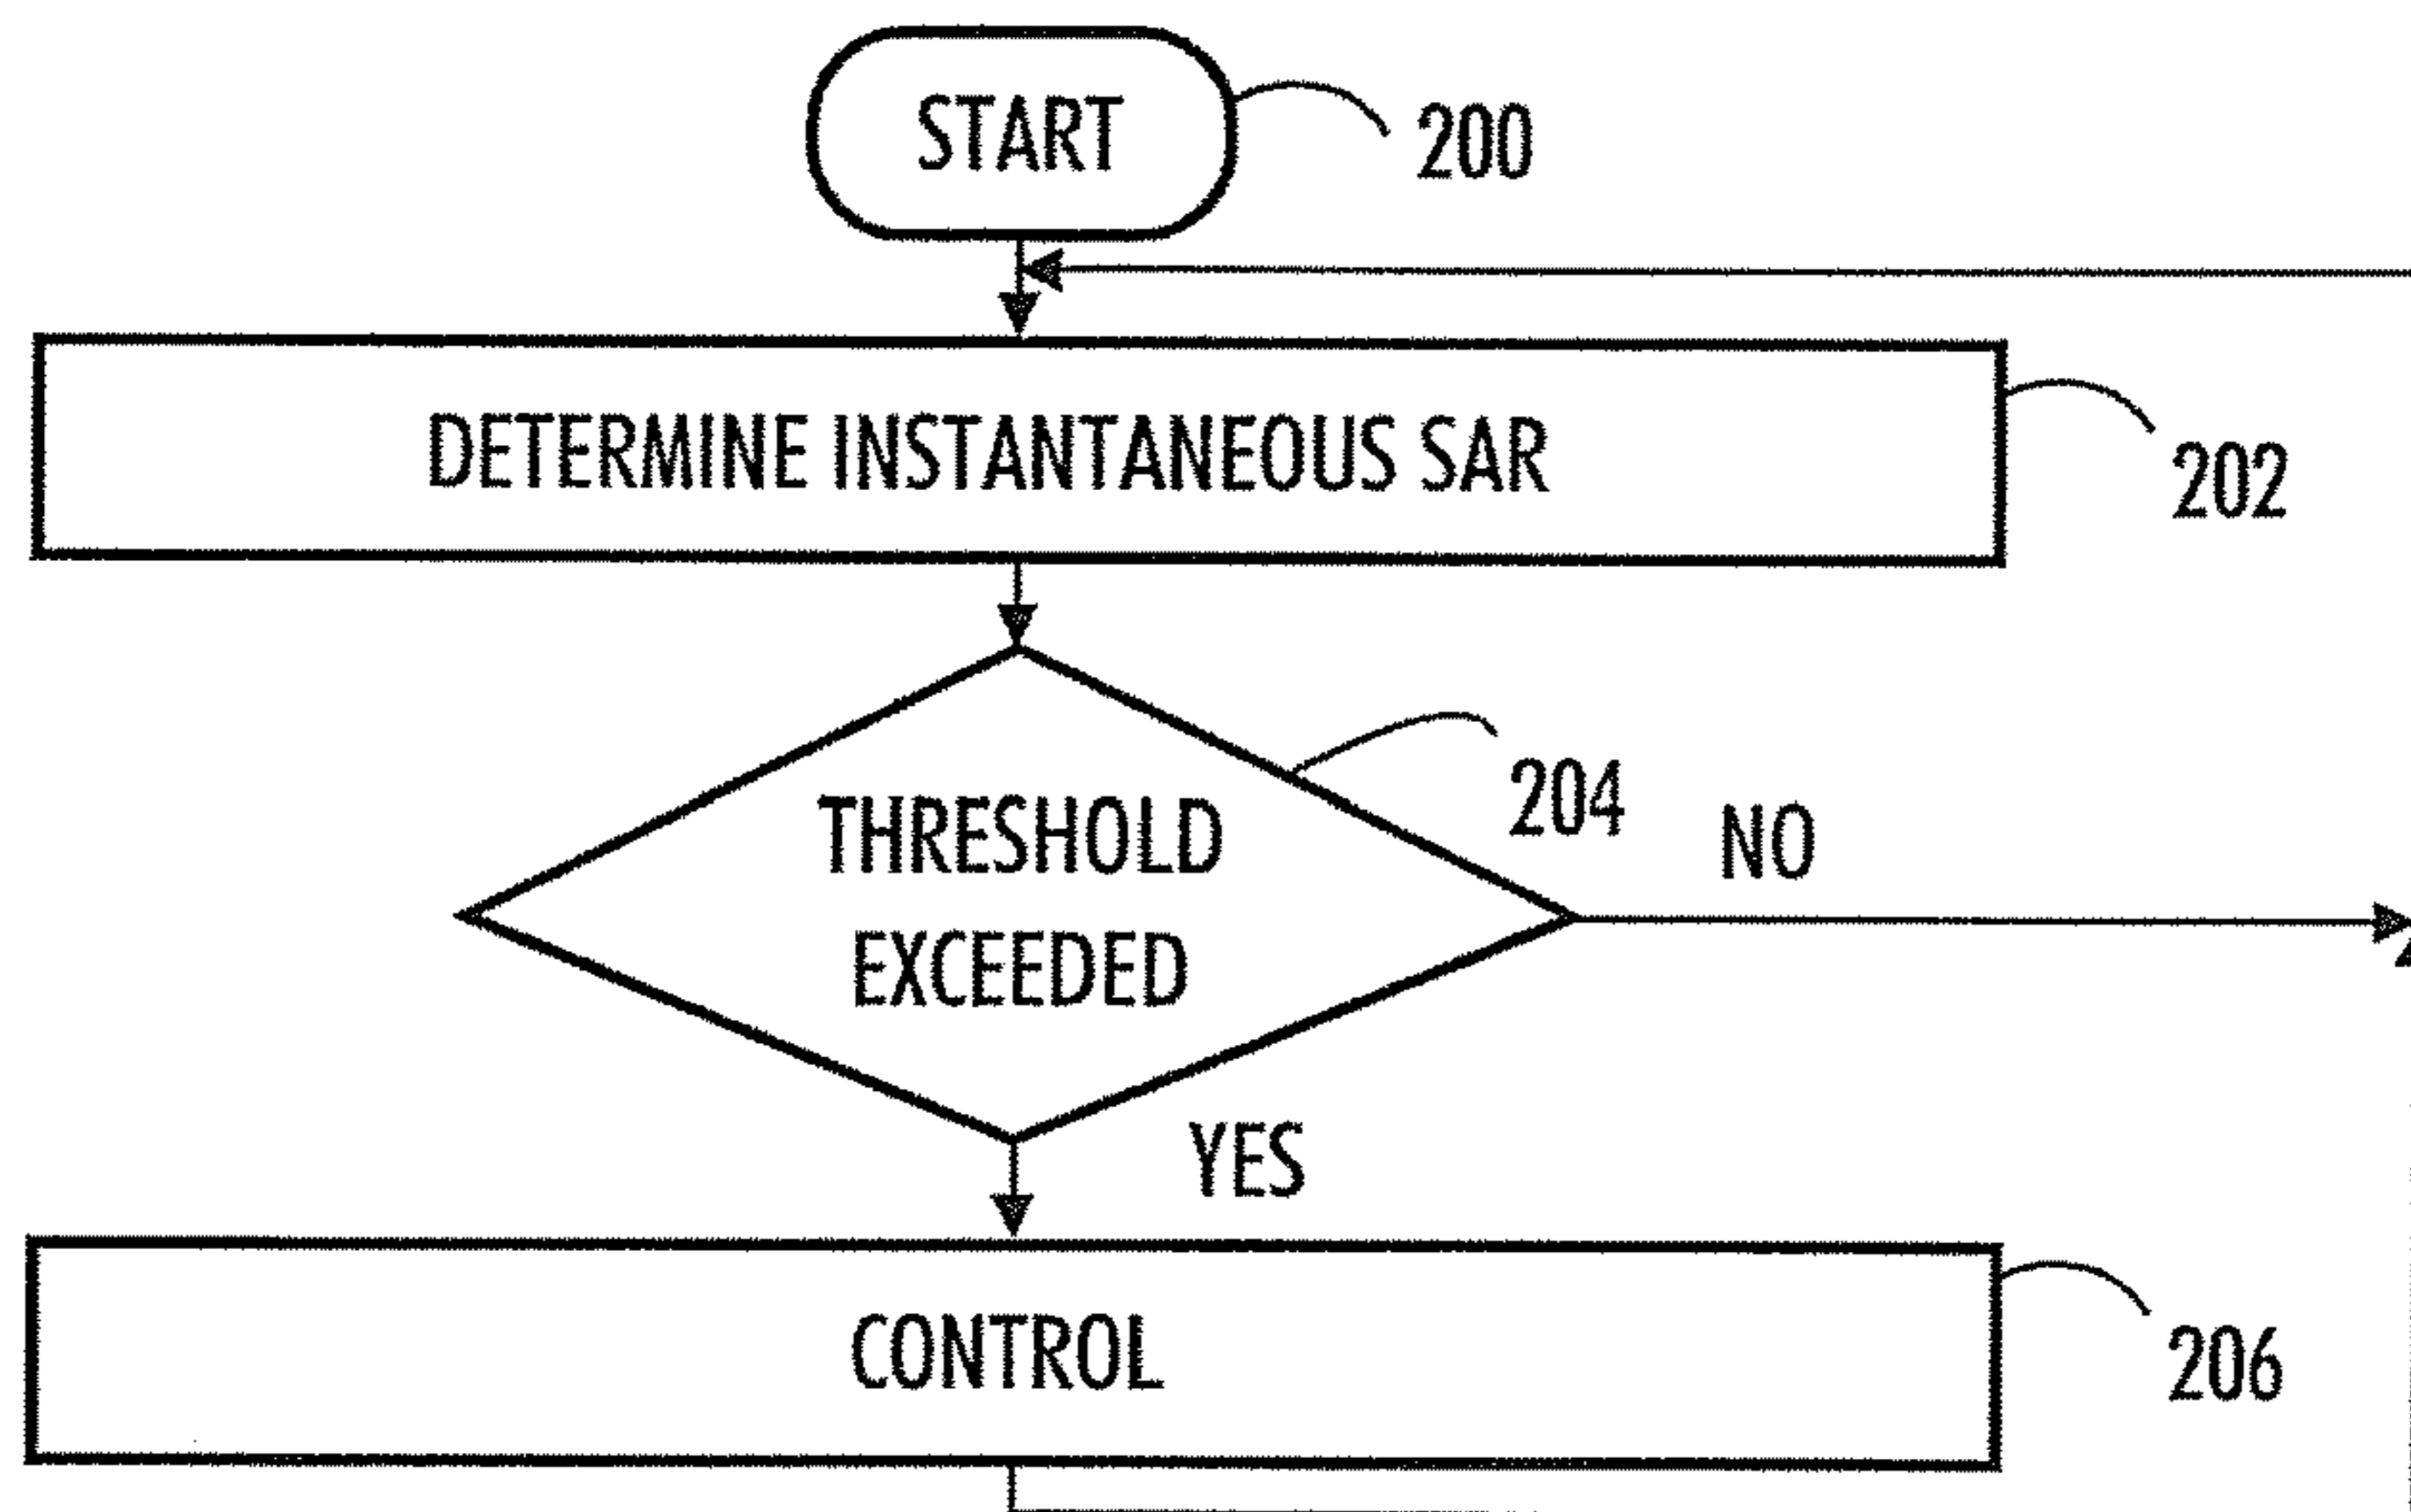 START
200
DETERMINE INSTANTANEOUS SAR
202
204
THRESHOLD
EXCEEDED
NO
YES
CONTROL
206